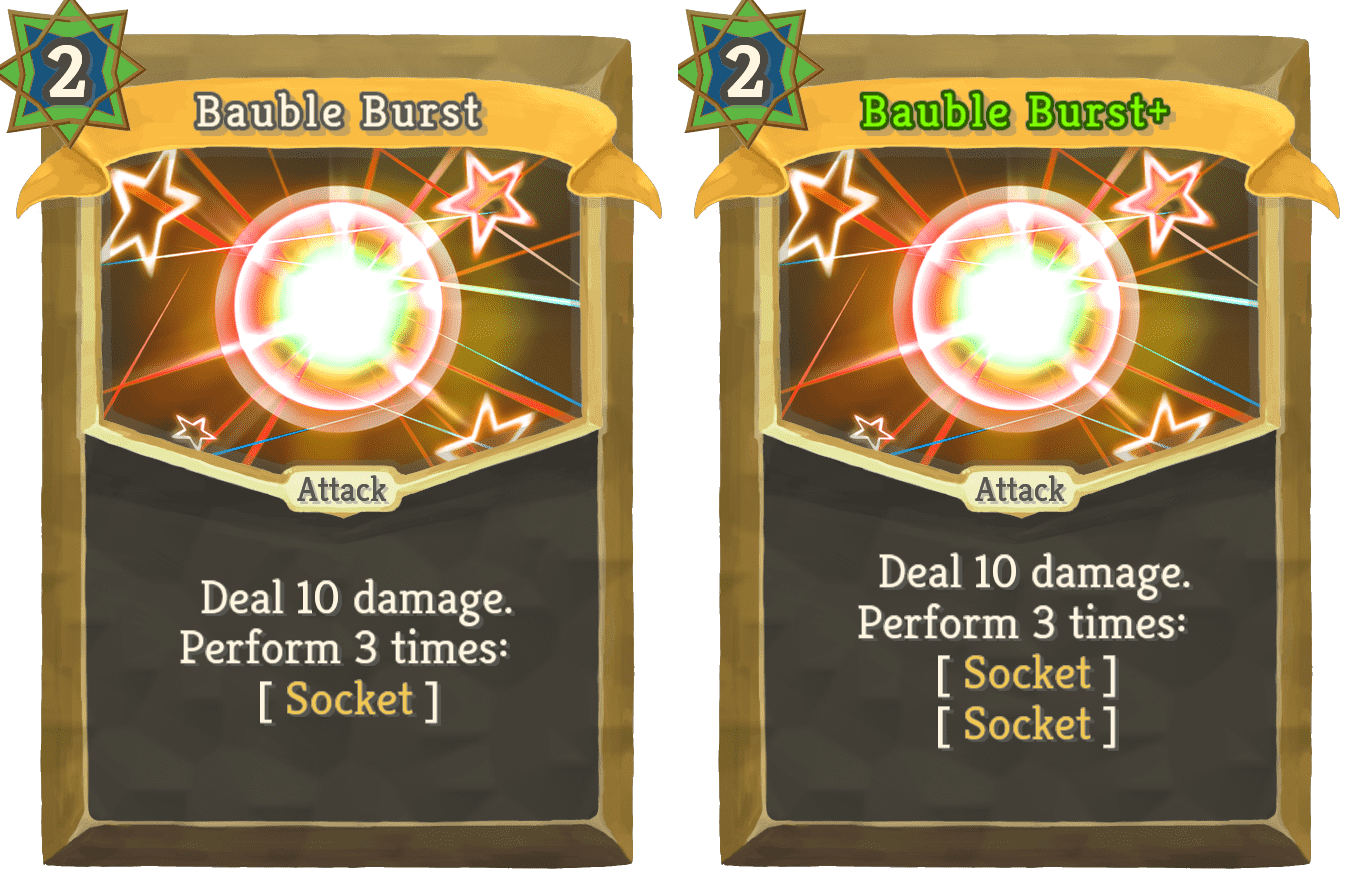 2
Bauble Burst
Attack
Deal 10 damage.
Perform 3 times:
[ Socket ]
2
Bauble Burst+
Attack
Deal 10 damage.
Perform 3 times:
[ Socket ]
[ Socket ]